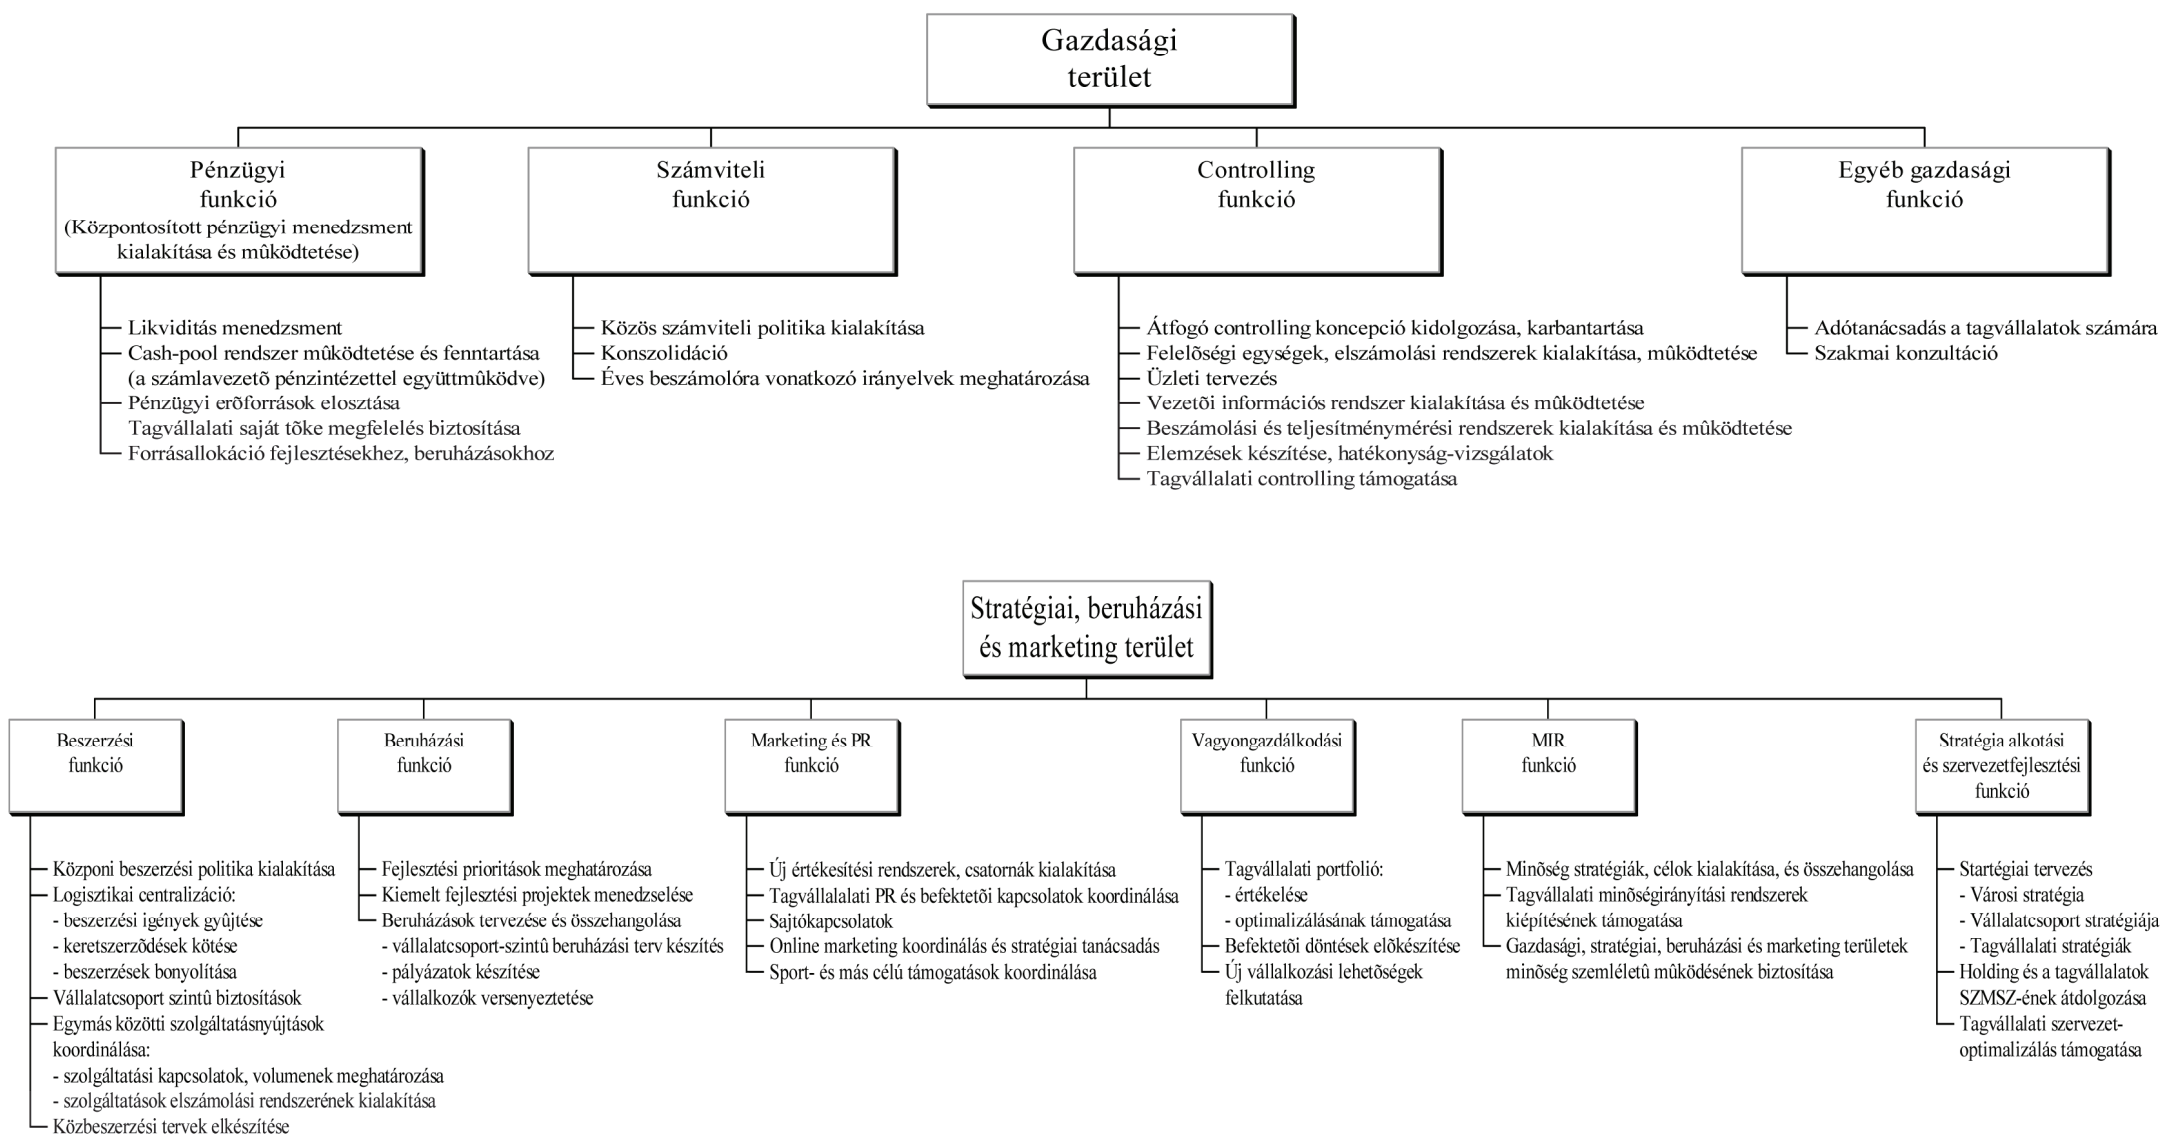 Gazdasági
terület
Pénzügyi
funkció
(Központosított pénzügyi menedzsment
kialakítása és mûködtetése)
Likviditás menedzsment
Cash-pool rendszer mûködtetése és fenntartása
(a számlavezetõ pénzintézettel együttmûködve)
Pénzügyi erõforrások elosztása
Tagvállalati saját tõke megfelelés biztosítása
Forrásallokáció fejlesztésekhez, beruházásokhoz
Számviteli
funkció
Közös számviteli politika kialakítása
Konszolidáció
Éves beszámolóra vonatkozó irányelvek meghatározása
Controlling
funkció
Átfogó controlling koncepció kidolgozása, karbantartása
Felelõségi egységek, elszámolási rendszerek kialakítása, mûködtetése
Üzleti tervezés
Vezetõi információs rendszer kialakítása és mûködtetése
Beszámolási és teljesítménymérési rendszerek kialakítása és mûködtetése
Elemzések készítése, hatékonyság-vizsgálatok
Tagvállalati controlling támogatása
Egyéb gazdasági
funkció
Adótanácsadás a tagvállalatok számára
Szakmai konzultáció
Stratégiai, beruházási
és marketing terület
Beszerzési
funkció
Közponi beszerzési politika kialakítása
Logisztikai centralizáció:
- beszerzési igények gyûjtése
- keretszerzõdések kötése
- beszerzések bonyolítása
Vállalatcsoport szintû biztosítások
Egymás közötti szolgáltatásnyújtások
koordinálása:
- szolgáltatási kapcsolatok, volumenek meghatározása
- szolgáltatások elszámolási rendszerének kialakítása
Közbeszerzési tervek elkészítése
Beruházási
funkció
Fejlesztési prioritások meghatározása
Kiemelt fejlesztési projektek menedzselése
Beruházások tervezése és összehangolása
- vállalatcsoport-szintû beruházási terv készítés
- pályázatok készítése
- vállalkozók versenyeztetése
Marketing és PR
funkció
Új értékesítési rendszerek, csatornák kialakítása
Tagvállalalati PR és befektetõi kapcsolatok koordinálása
Sajtókapcsolatok
Online marketing koordinálás és stratégiai tanácsadás
Sport- és más célú támogatások koordinálása
Vagyongazdálkodási
funkció
Tagvállalati portfolió:
- értékelése
- optimalizálásának támogatása
Befektetõi döntések elõkészítése
Új vállalkozási lehetõségek
felkutatása
MIR
funkció
Minõség stratégiák, célok kialakítása, és összehangolása
Tagvállalati minõségirányítási rendszerek
kiépítésének támogatása
Gazdasági, stratégiai, beruházási és marketing területek
minõség szemléletû mûködésének biztosítása
Stratégia alkotási
és szervezetfejlesztési
funkció
Startégiai tervezés
- Városi stratégia
- Vállalatcsoport stratégiája
- Tagvállalati stratégiák
Holding és a tagvállalatok
SZMSZ-ének átdolgozása
Tagvállalati szervezet-
optimalizálás támogatása